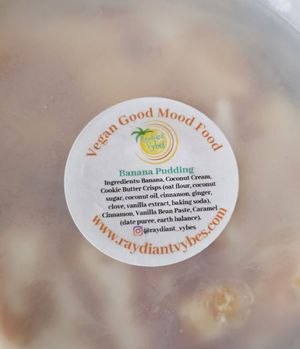 Vegan Good Mood Food
Raydiant
Vybes
Banana Pudding
Ingredients: Banana, Coconut Cream,
Cookie Butter Crisps (oat flour, coconut
sugar, coconut oil, cinnamon, ginger,
clove, vanilla extract, baking soda),
Cinnamon, Vanilla Bean Paste, Caramel
(date puree, earth balance).
@raydiant_vybes
www.raydiantvybes.com